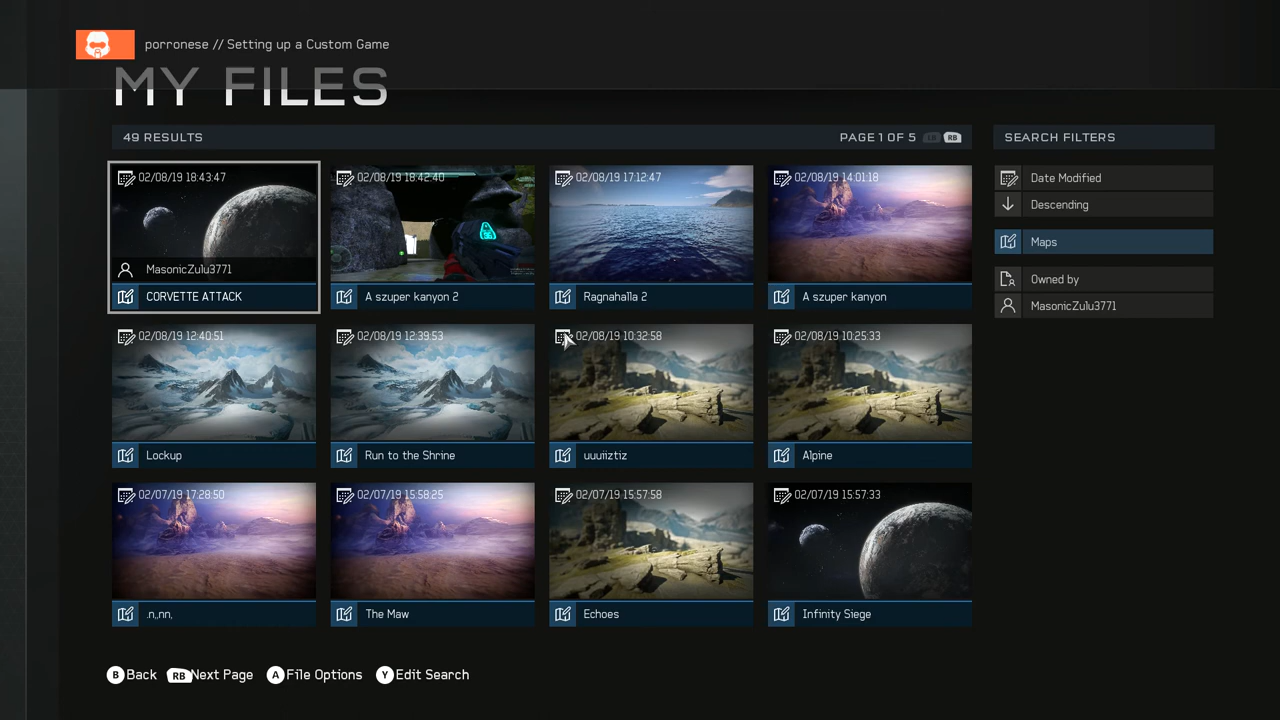 porronese // Setting up a Custom Game
MY FILES
49 RESULTS
PAGE 1 OF 5 LB RB
SEARCH FILTERS
02/08/19 18:43:47
02/08/19 18:42:40
02/08/19 17:12:47
02/08/19 14:01:18
MasonicZulu3771
CORVETTE ATTACK
A szuper kanyon 2
Ragnahalla 2
A szuper kanyon
Date Modified
Descending
Maps
Owned by
MasonicZulu3771
02/08/19 12:40:51
02/08/19 12:39:53
02/08/19 10:32:58
02/08/19 10:25:33
Lockup
Run to the Shrine
uuuiiztiz
Alpine
02/07/19 17:28:50
02/07/19 15:58:25
02/07/19 15:57:58
02/07/19 15:57:33
.n,,nn,
The Maw
Echoes
Infinity Siege
B Back
RB Next Page
A File Options
Y Edit Search